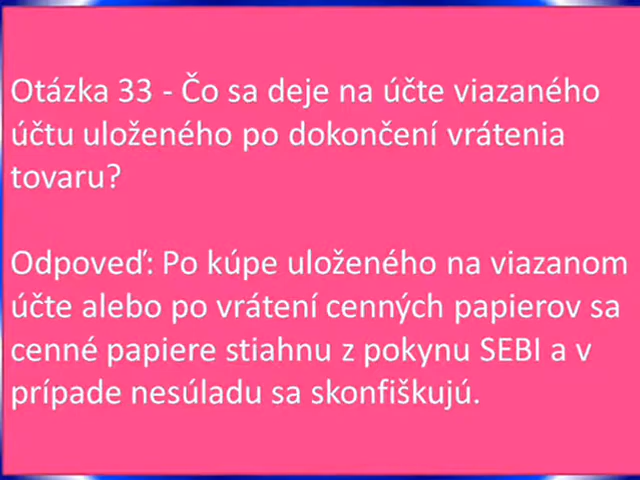 Otázka 33 - Čo sa deje na účte viazaného
účtu uloženého po dokončení vrátenia
tovaru?
Odpoveď: Po kúpe uloženého na viazanom
účte alebo po vrátení cenných papierov sa
cenné papiere stiahnu z pokynu SEBI a v
prípade nesúladu sa skonfiškujú.